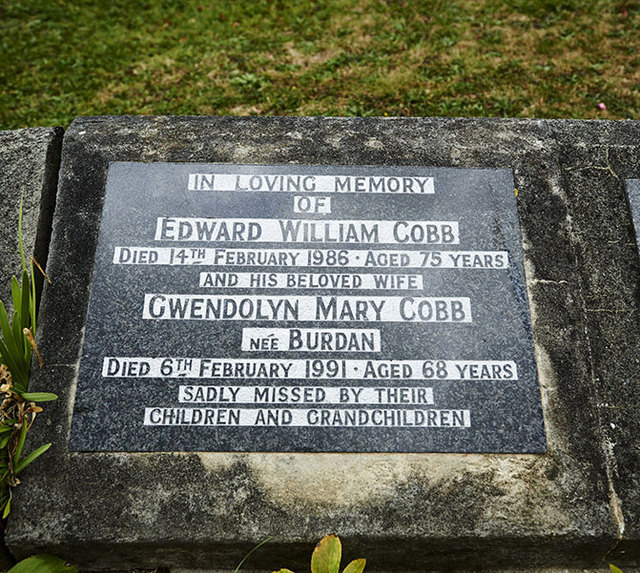 IN LOVING MEMORY
OF
EDWARD WILLIAM COBB
DIED 14TH FEBRUARY 1986 · AGED 75 YEARS
AND HIS BELOVED WIFE
GWENDOLYN MARY COBB
NÉE BURDAN
DIED 6TH FEBRUARY 1991 · AGED 68 YEARS
SADLY MISSED BY THEIR
CHILDREN AND GRANDCHILDREN